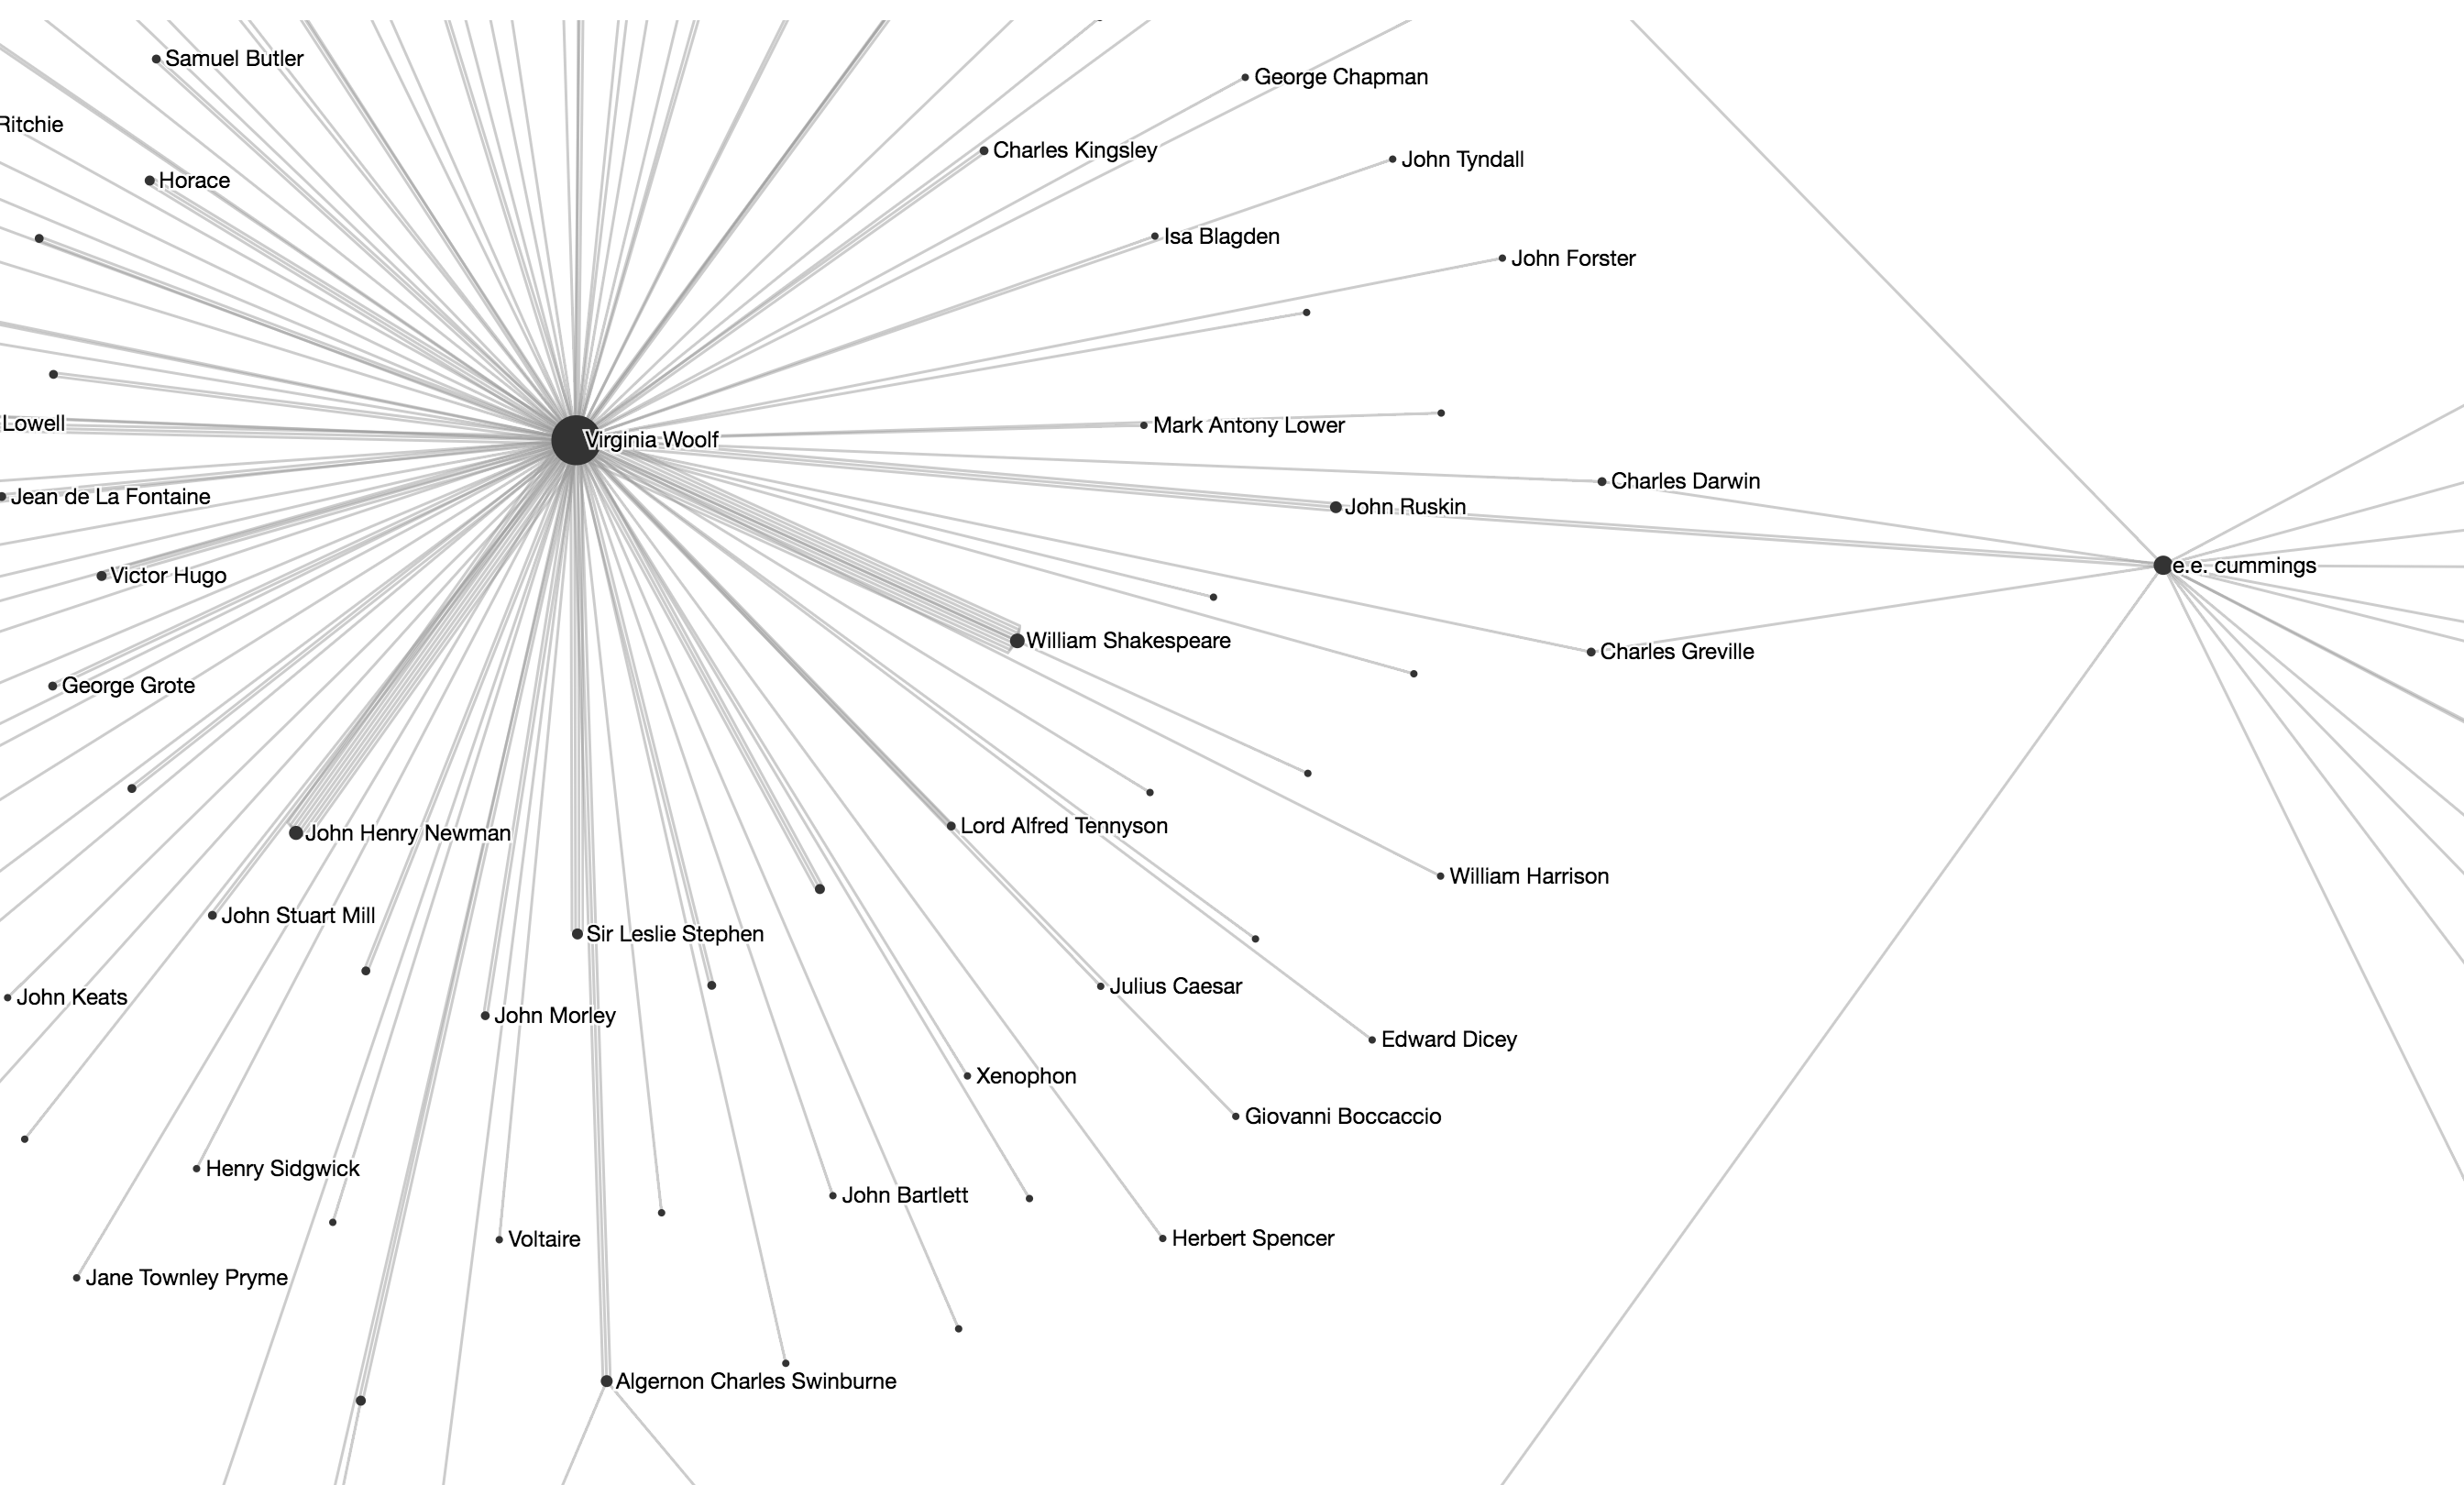 Samuel Butler
George Chapman
Ritchie
Charles Kingsley
John Tyndall
Horace
Isa Blagden
John Forster
Lowell
Mark Antony Lower
Virginia Woolf
Charles Darwin
Jean de La Fontaine
John Ruskin
e.e. cummings
Victor Hugo
William Shakespeare
Charles Greville
George Grote
Lord Alfred Tennyson
John Henry Newman
William Harrison
John Stuart Mill
Sir Leslie Stephen
Julius Caesar
John Keats
John Morley
Edward Dicey
Xenophon
Giovanni Boccaccio
Henry Sidgwick
John Bartlett
Herbert Spencer
Voltaire
Jane Townley Pryme
Algernon Charles Swinburne